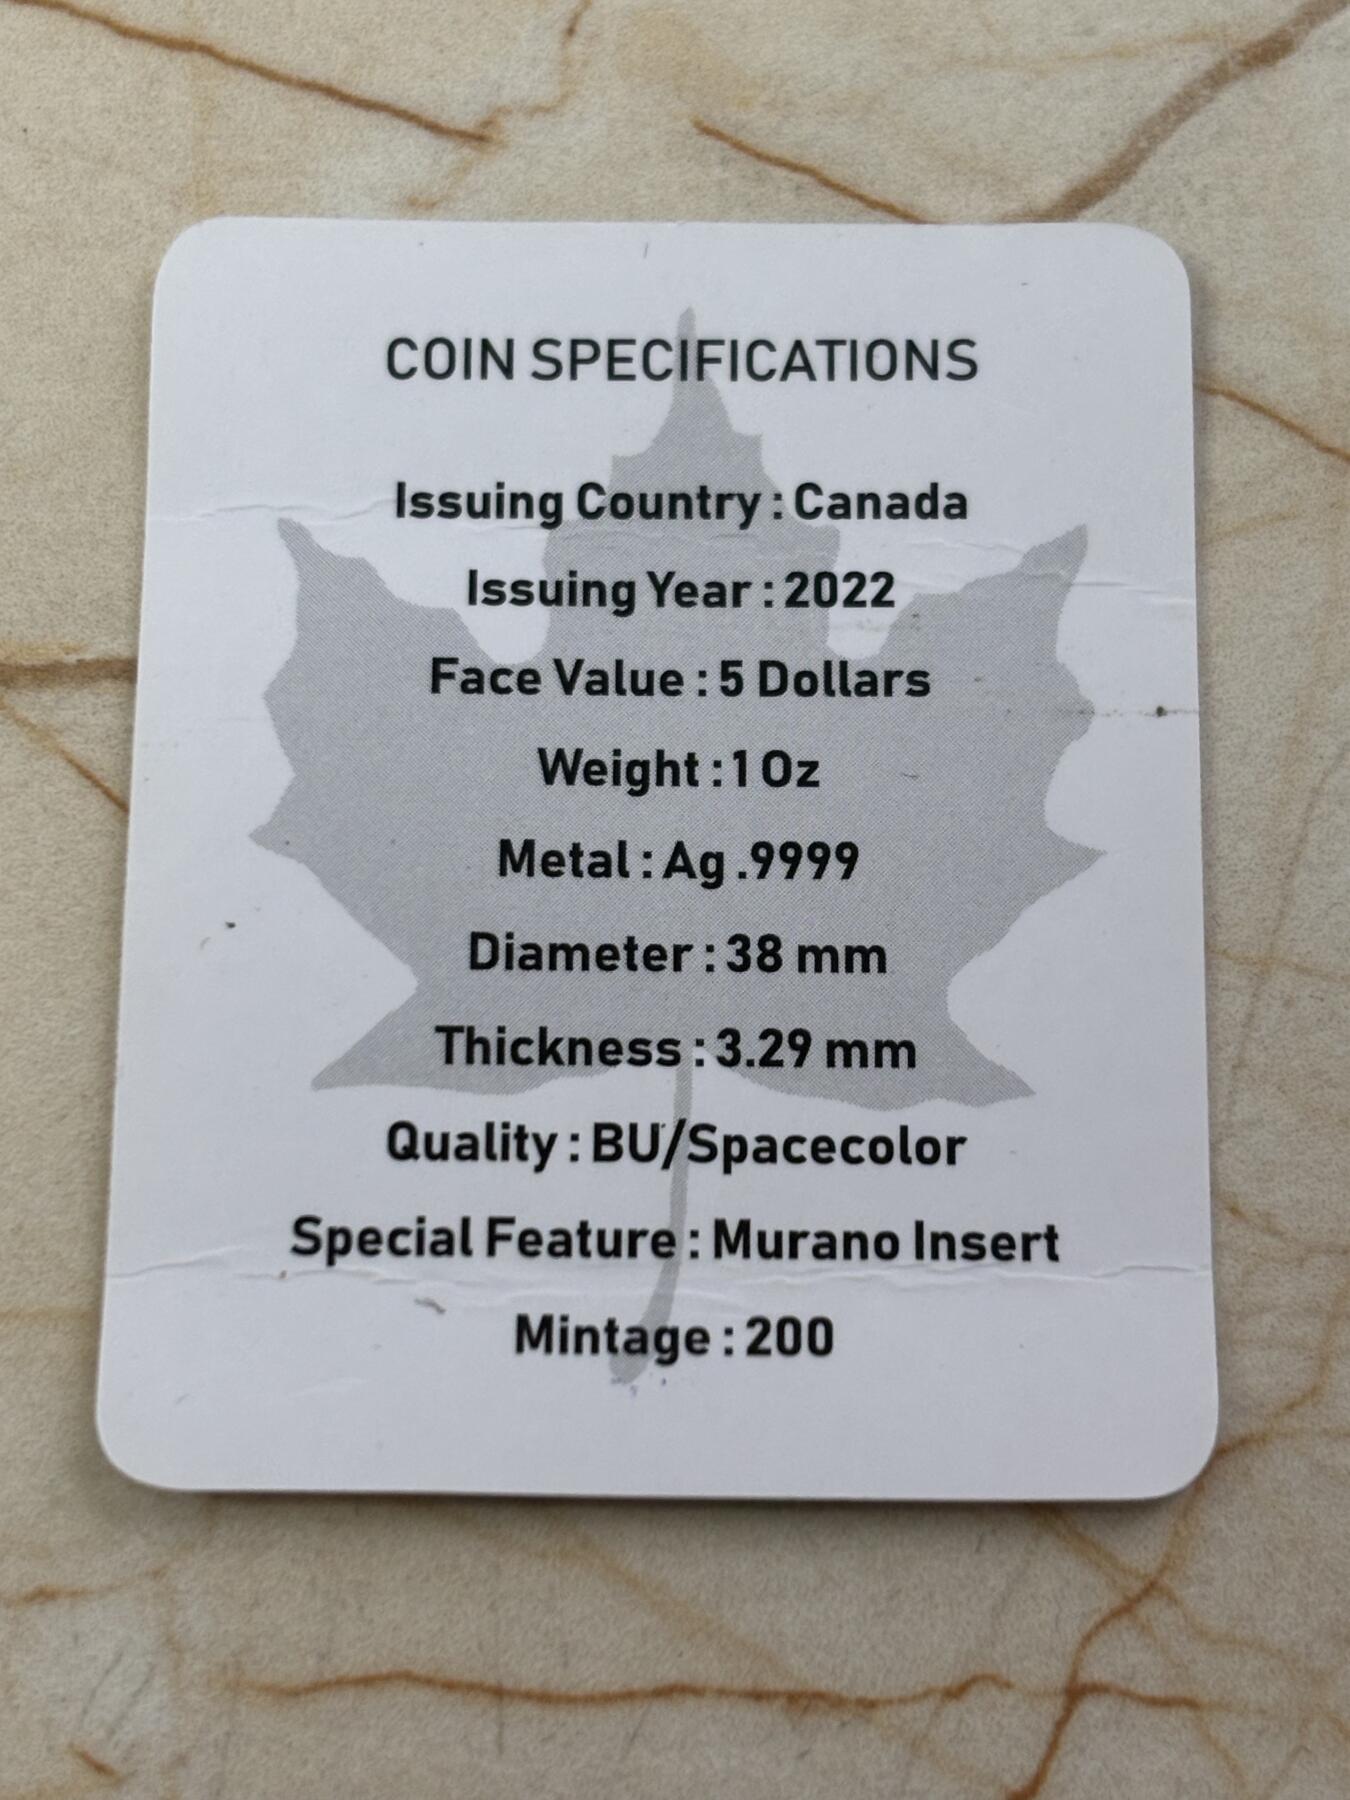 COIN SPECIFICATIONS
Issuing Country : Canada
Issuing Year : 2022
Face Value : 5 Dollars
Weight : 1 Oz
Metal : Ag .9999
Diameter : 38 mm
Thickness : 3.29 mm
Quality : BU/Spacecolor
Special Feature : Murano Insert
Mintage : 200